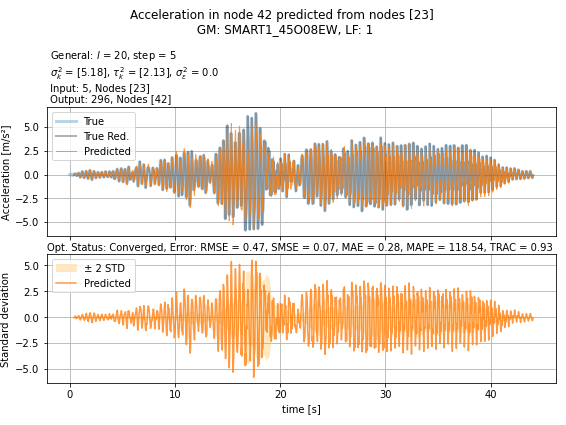 Acceleration in node 42 predicted from nodes [23]
GM: SMART1_45O08EW, LF: 1
General: l = 20, step = 5
σ²ₖ = [5.18], τ²ₖ = [2.13], σ²ε = 0.0
Input: 5, Nodes [23]
Output: 296, Nodes [42]
Acceleration [m/s²]
5.0
2.5
0.0
−2.5
−5.0
True
True Red.
Predicted
Opt. Status: Converged, Error: RMSE = 0.47, SMSE = 0.07, MAE = 0.28, MAPE = 118.54, TRAC = 0.93
Standard deviation
5.0
2.5
0.0
−2.5
−5.0
± 2 STD
Predicted
0 10 20 30 40
time [s]